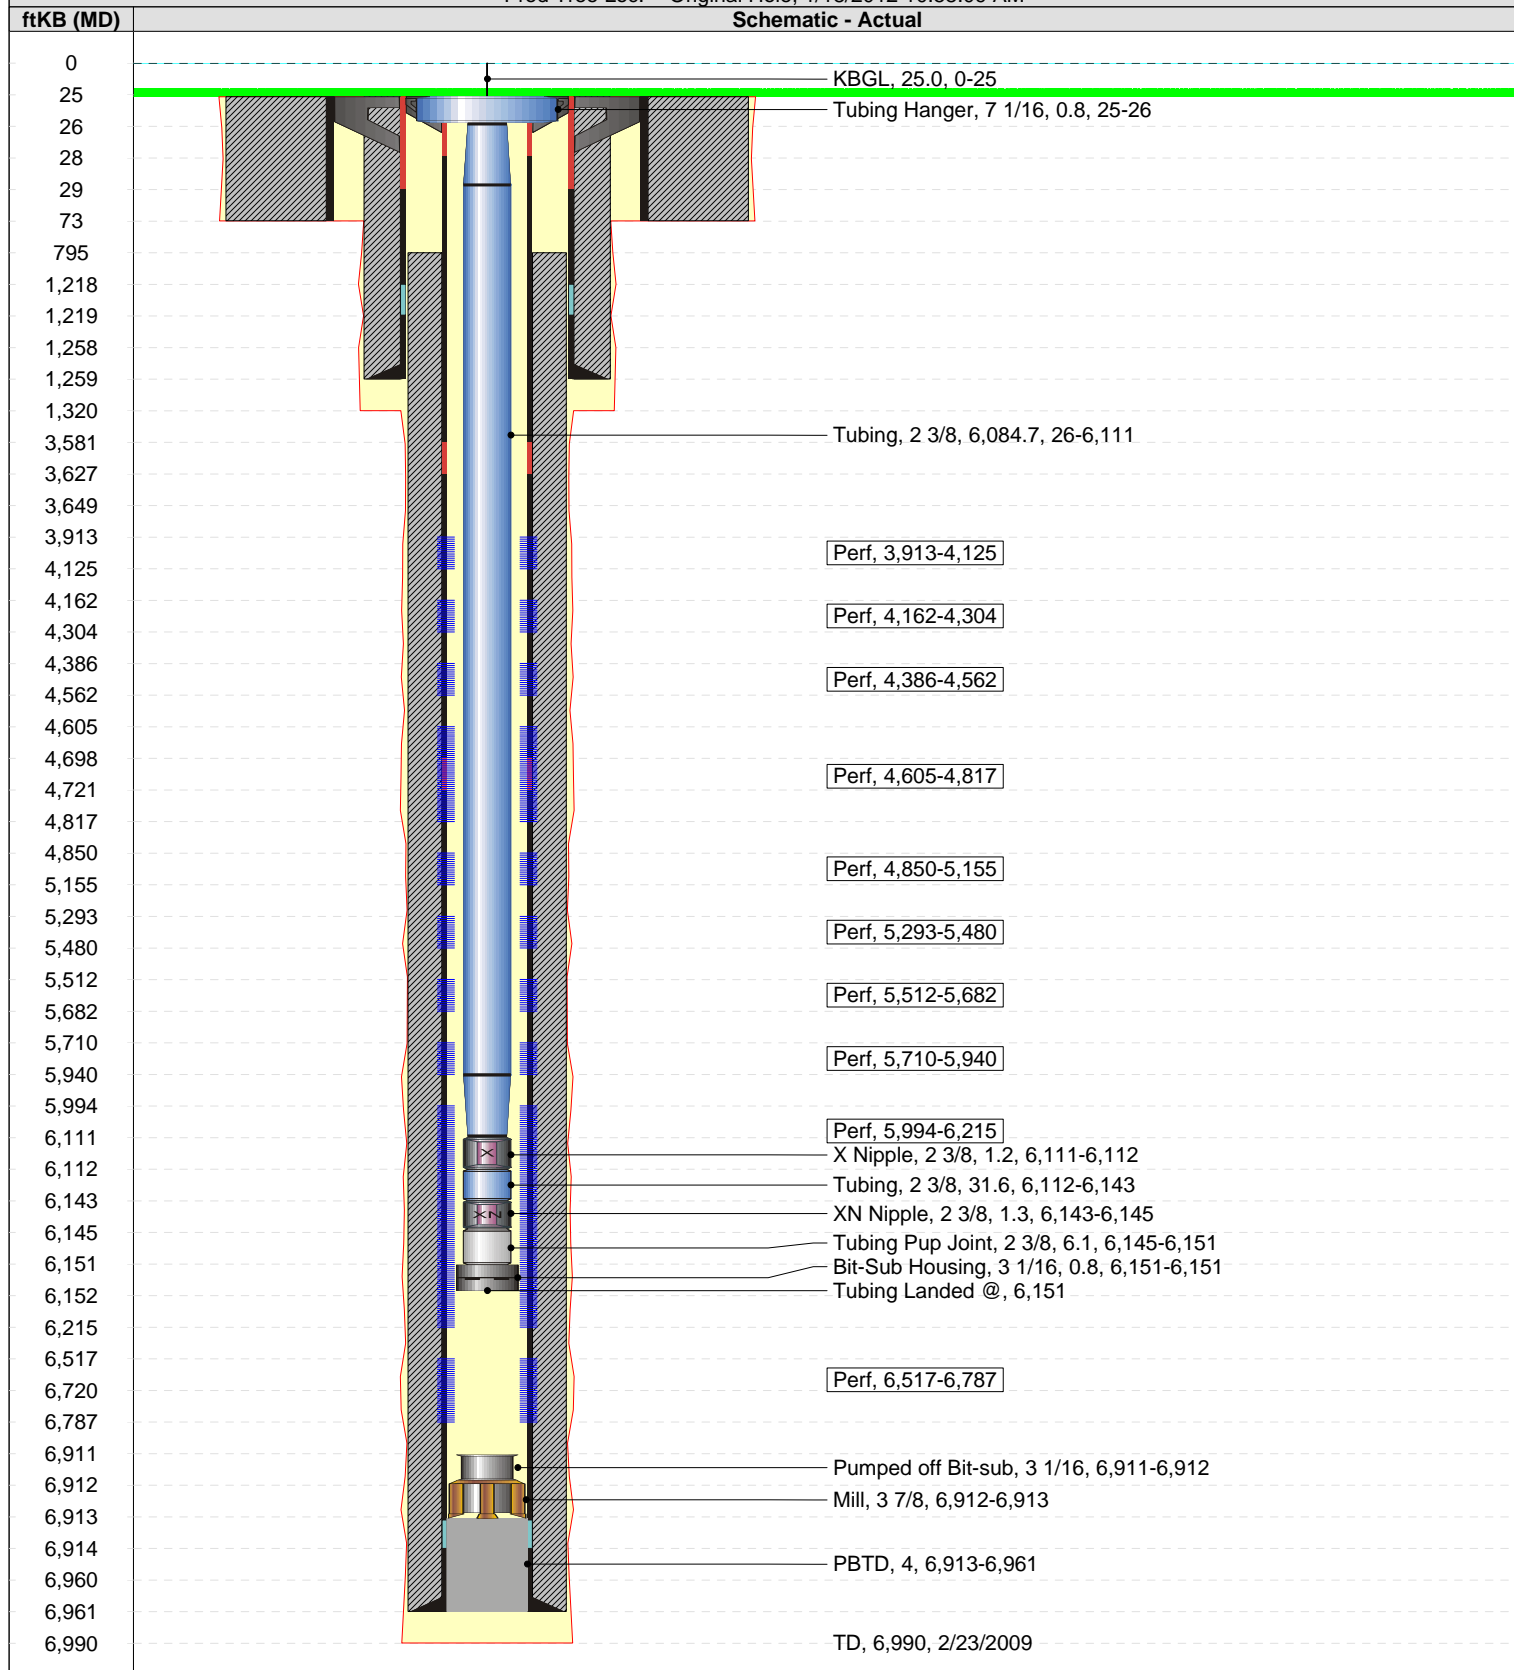 ftKB (MD)
Schematic - Actual
0
KBGL, 25.0, 0-25
25
Tubing Hanger, 7 1/16, 0.8, 25-26
26
28
29
73
795
1,218
1,219
1,258
1,259
1,320
Tubing, 2 3/8, 6,084.7, 26-6,111
3,581
3,627
3,649
3,913
Perf, 3,913-4,125
4,125
4,162
Perf, 4,162-4,304
4,304
4,386
Perf, 4,386-4,562
4,562
4,605
4,698
Perf, 4,605-4,817
4,721
4,817
4,850
Perf, 4,850-5,155
5,155
5,293
Perf, 5,293-5,480
5,480
5,512
Perf, 5,512-5,682
5,682
5,710
Perf, 5,710-5,940
5,940
5,994
Perf, 5,994-6,215
6,111
X
X Nipple, 2 3/8, 1.2, 6,111-6,112
6,112
Tubing, 2 3/8, 31.6, 6,112-6,143
6,143
XN
XN Nipple, 2 3/8, 1.3, 6,143-6,145
6,145
Tubing Pup Joint, 2 3/8, 6.1, 6,145-6,151
6,151
Bit-Sub Housing, 3 1/16, 0.8, 6,151-6,151
Tubing Landed @, 6,151
6,152
6,215
6,517
Perf, 6,517-6,787
6,720
6,787
6,911
Pumped off Bit-sub, 3 1/16, 6,911-6,912
6,912
Mill, 3 7/8, 6,912-6,913
6,913
6,914
PBTD, 4, 6,913-6,961
6,960
6,961
6,990
TD, 6,990, 2/23/2009